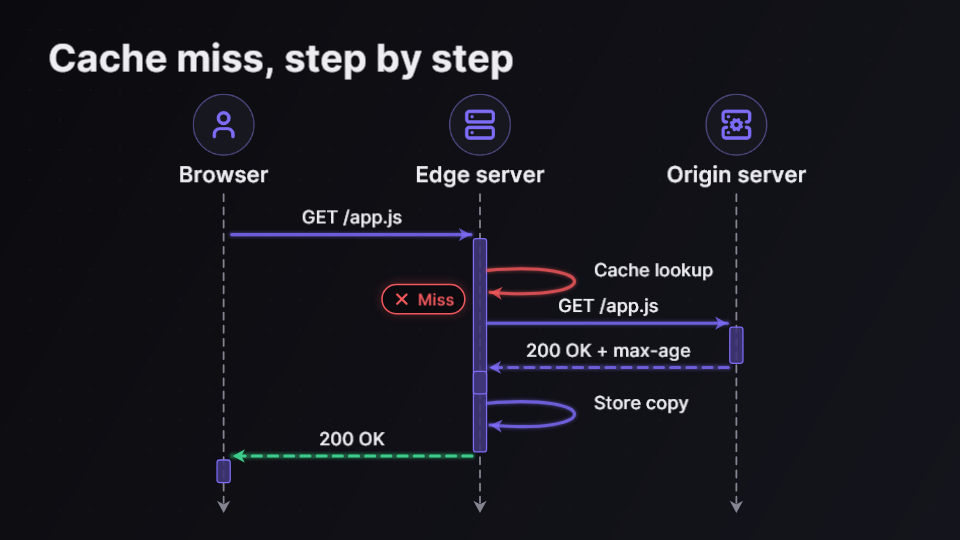 Cache miss, step by step
Browser
Edge server
Origin server
GET /app.js
Cache lookup
Miss
GET /app.js
200 OK + max-age
Store copy
200 OK